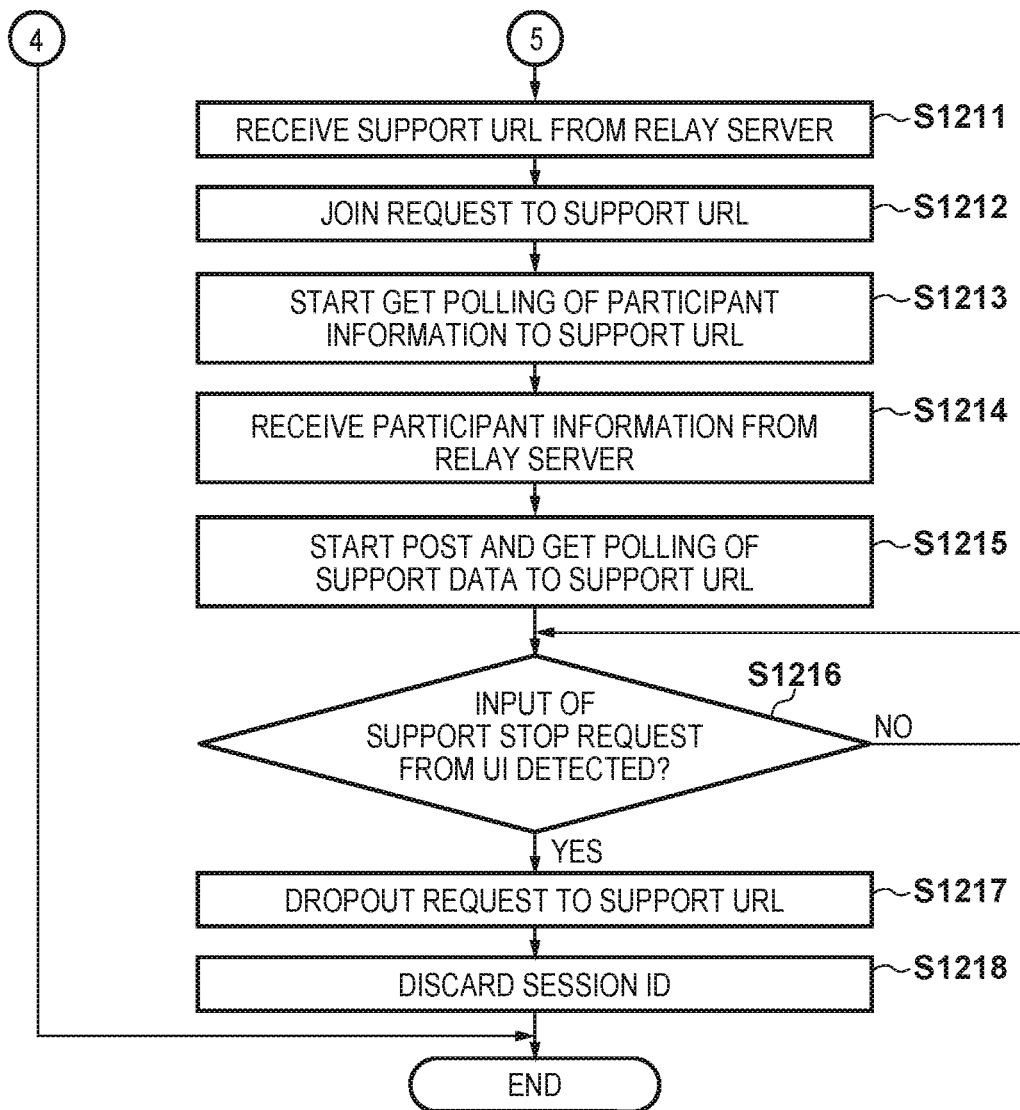 4
5
RECEIVE SUPPORT URL FROM RELAY SERVER
S1211
JOIN REQUEST TO SUPPORT URL
S1212
START GET POLLING OF PARTICIPANT
INFORMATION TO SUPPORT URL
S1213
RECEIVE PARTICIPANT INFORMATION FROM
RELAY SERVER
S1214
START POST AND GET POLLING OF
SUPPORT DATA TO SUPPORT URL
S1215
S1216
INPUT OF
SUPPORT STOP REQUEST
FROM UI DETECTED?
NO
YES
DROPOUT REQUEST TO SUPPORT URL
S1217
DISCARD SESSION ID
S1218
END